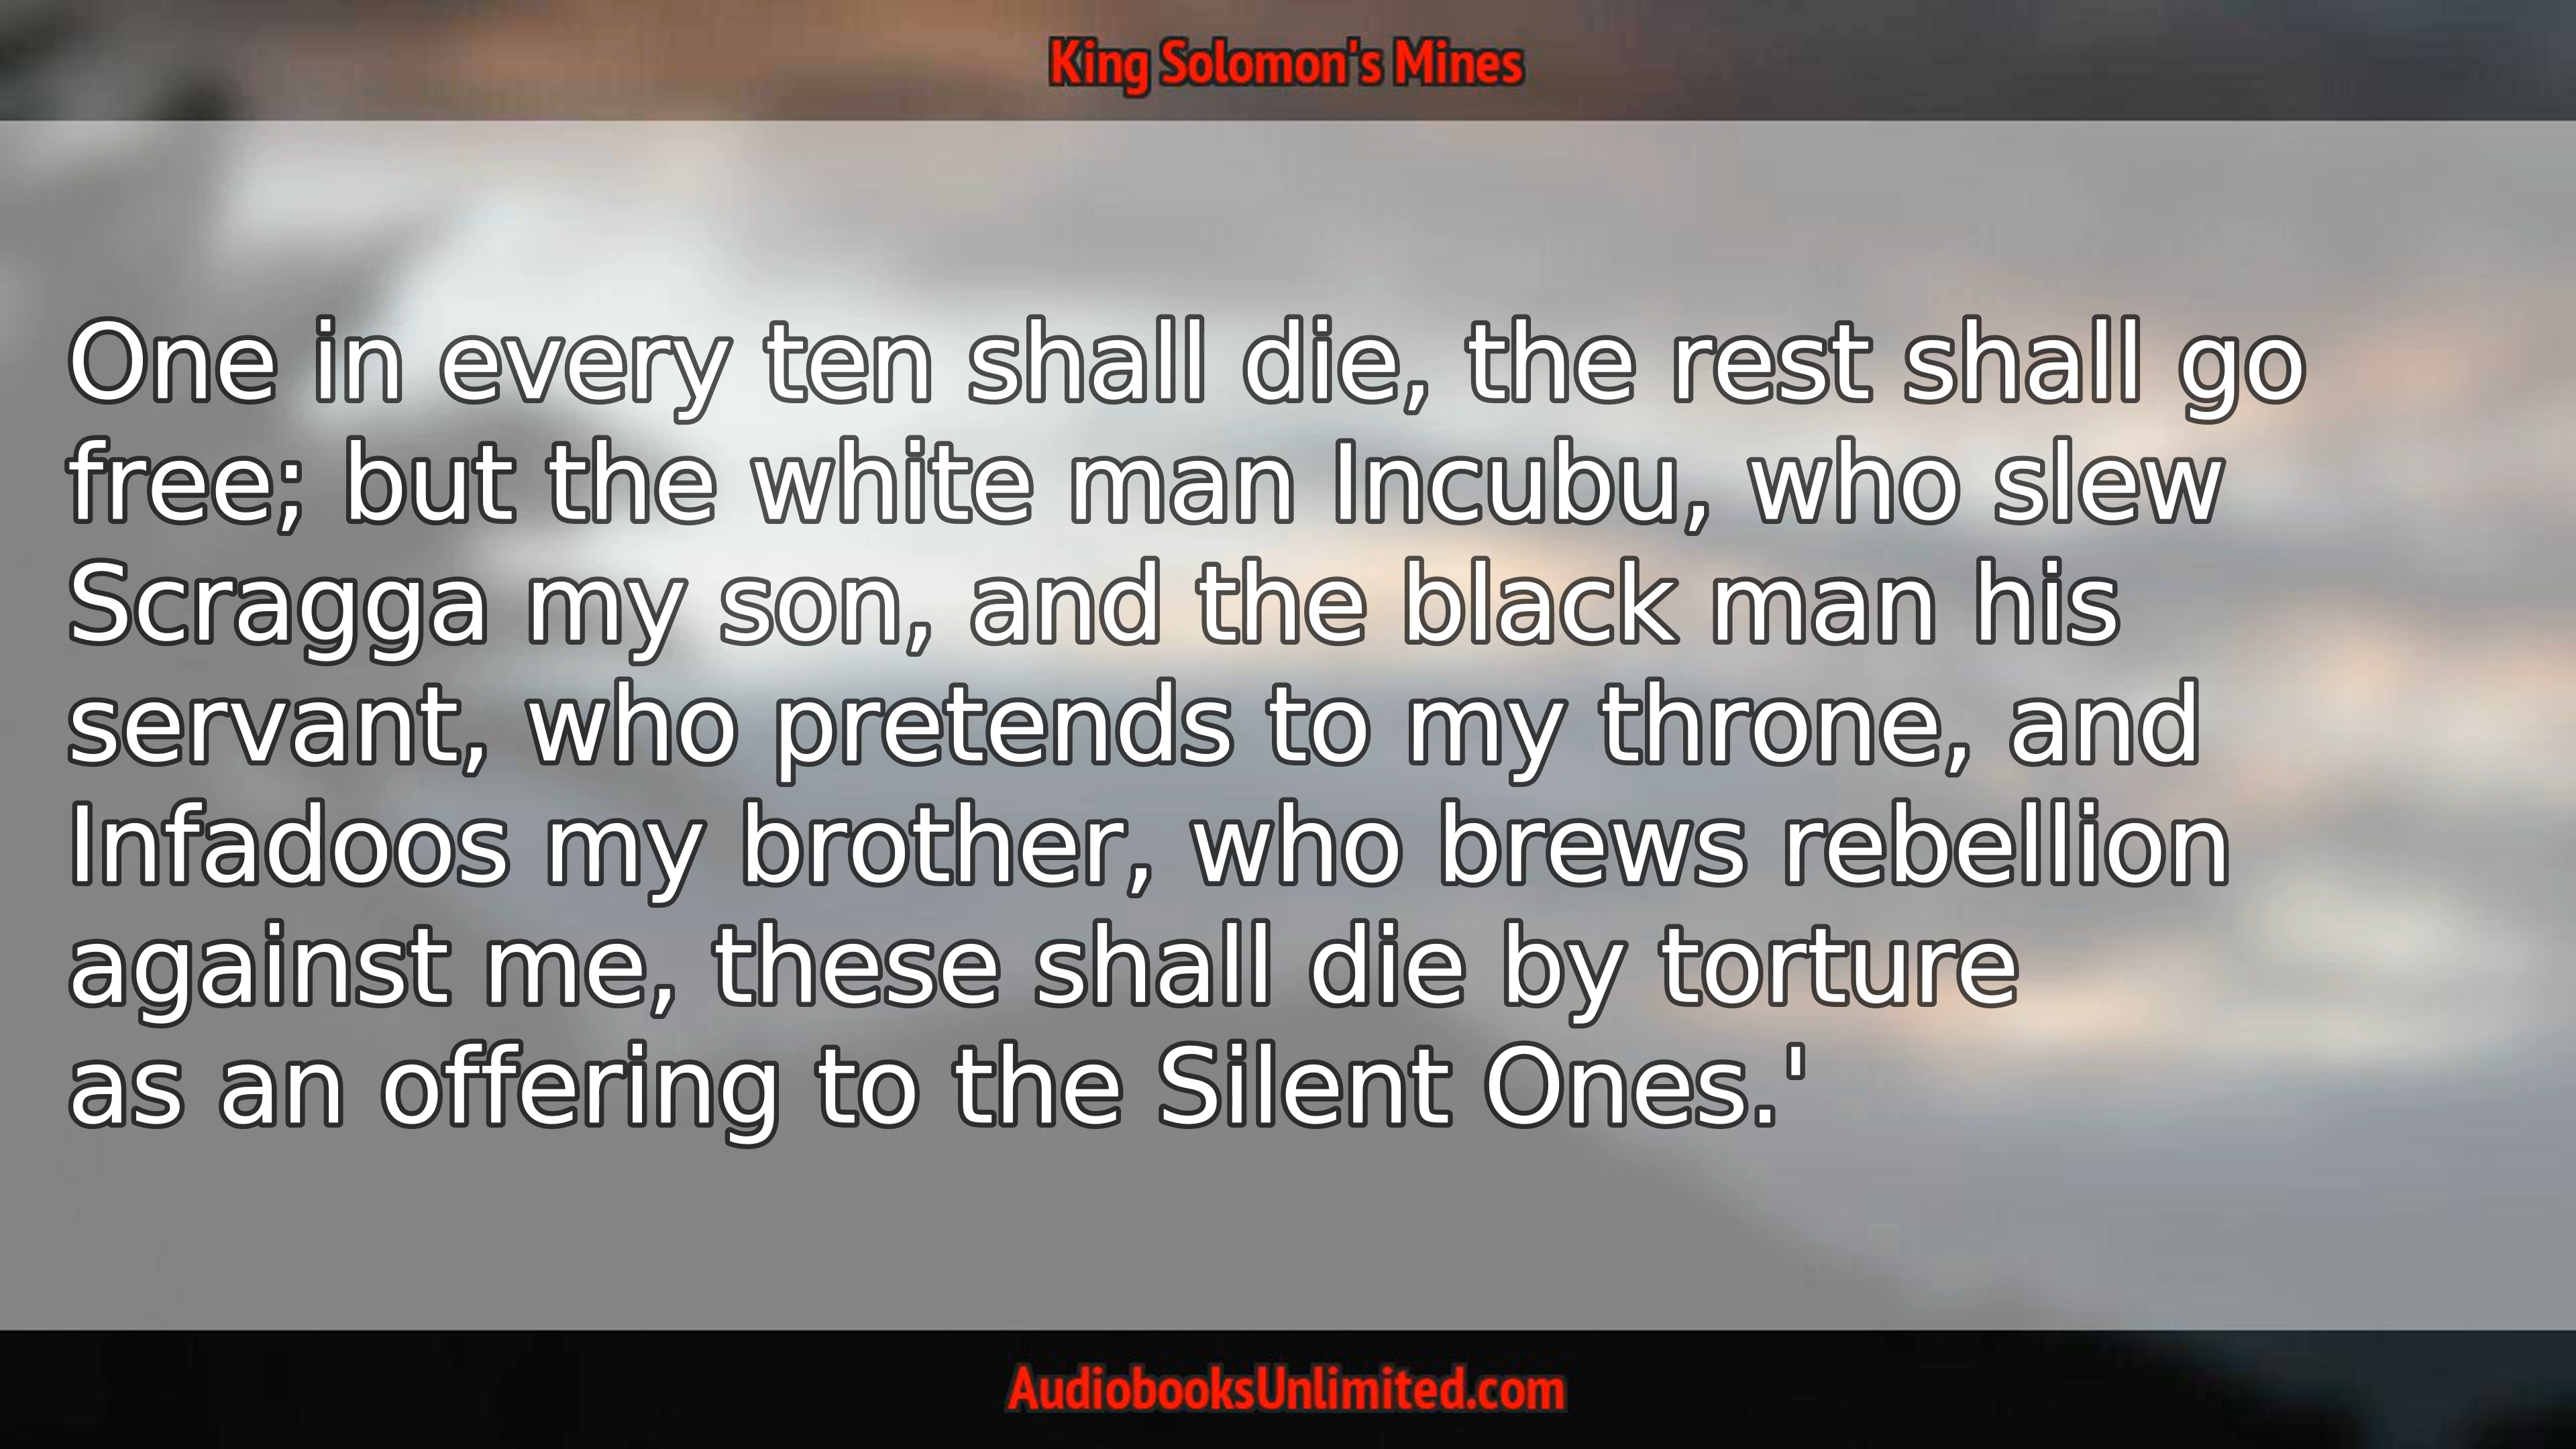 King Solomon's Mines
One in every ten shall die, the rest shall go
free; but the white man Incubu, who slew
Scragga my son, and the black man his
servant, who pretends to my throne, and
Infadoos my brother, who brews rebellion
against me, these shall die by torture
as an offering to the Silent Ones.'
AudiobooksUnlimited.com